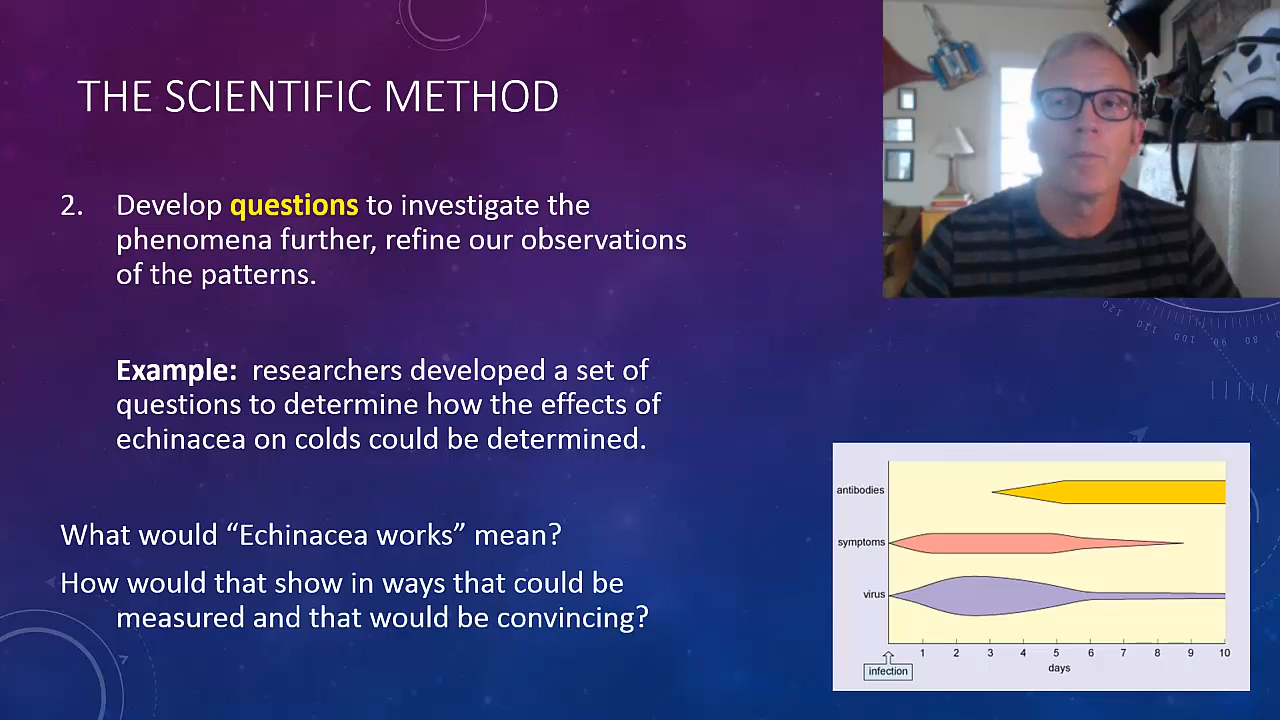 THE SCIENTIFIC METHOD
2. Develop questions to investigate the
phenomena further, refine our observations
of the patterns.
Example: researchers developed a set of
questions to determine how the effects of
echinacea on colds could be determined.
What would “Echinacea works” mean?
How would that show in ways that could be
measured and that would be convincing?
antibodies
symptoms
virus
1 2 3 4 5 6 7 8 9 10
days
infection